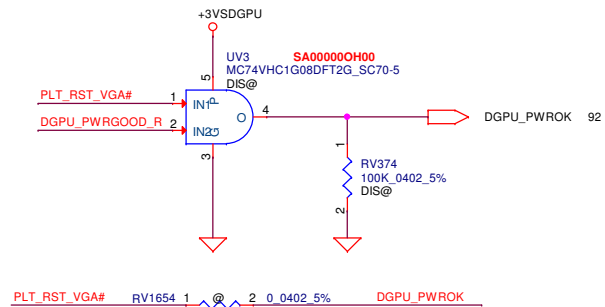 +3VSDGPU
UV3 SA00000OH00
MC74VHC1G08DFT2G_SC70-5
DIS@
5
PLT_RST_VGA# 1 IN1 P
4
O
DGPU_PWROK 92
DGPU_PWRGOOD_R 2 IN2 G
3
1
RV374
100K_0402_5%
DIS@
2
PLT_RST_VGA# RV1654 1 @ 2 0_0402_5% DGPU_PWROK